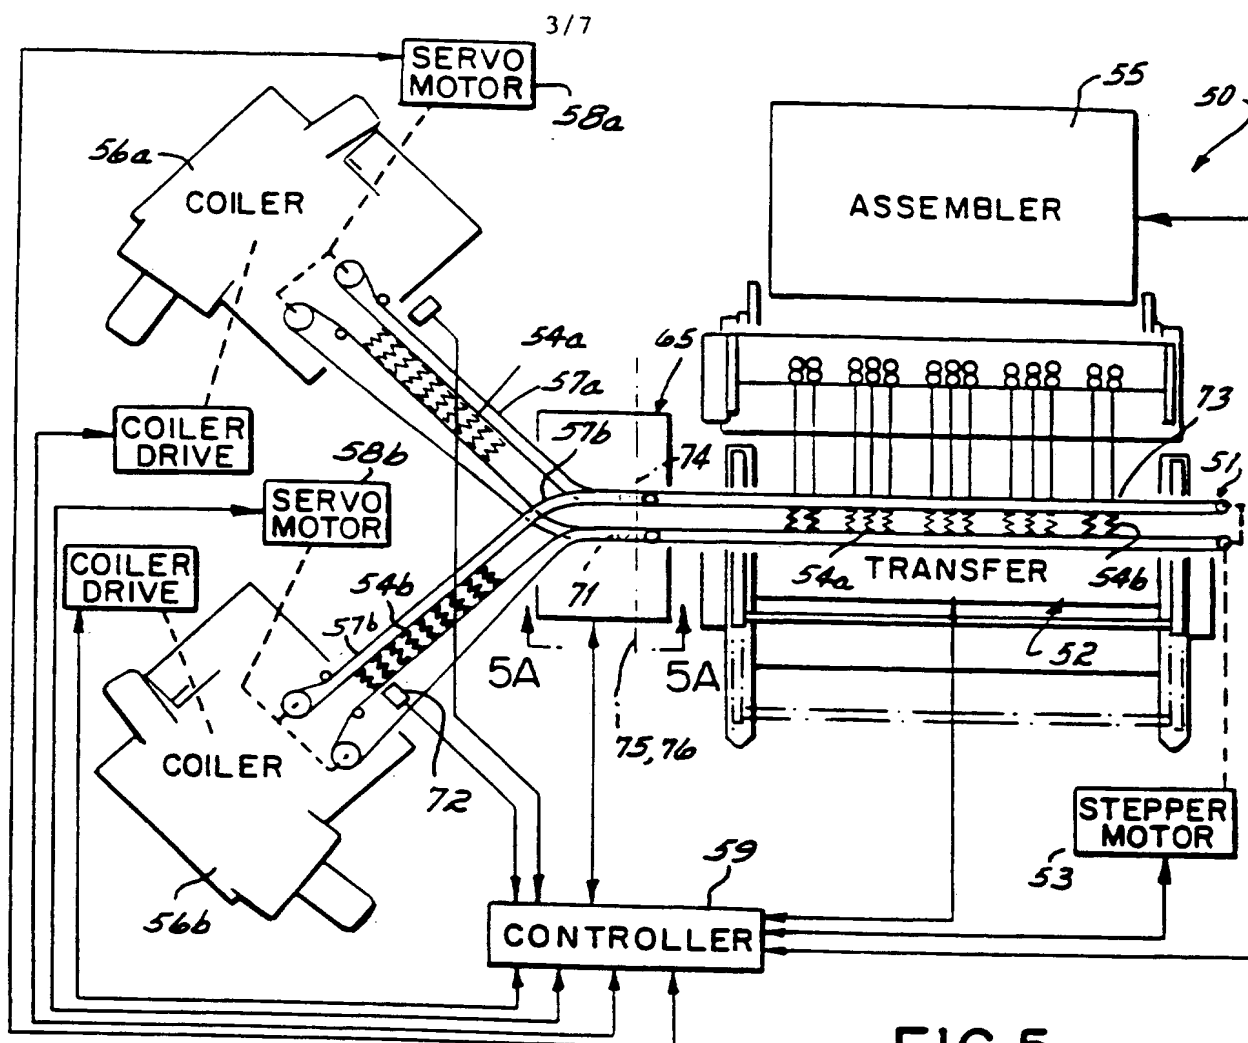 3/7
SERVO
MOTOR
58a
55
50
56a
COILER
ASSEMBLER
54a
57a
65
57b
74
73
51
COILER
DRIVE
58b
SERVO
MOTOR
COILER
DRIVE
54b
57b
71
54a
TRANSFER
54b
5A
5A
52
75, 76
COILER
72
STEPPER
MOTOR
53
59
56b
CONTROLLER
FIG.5